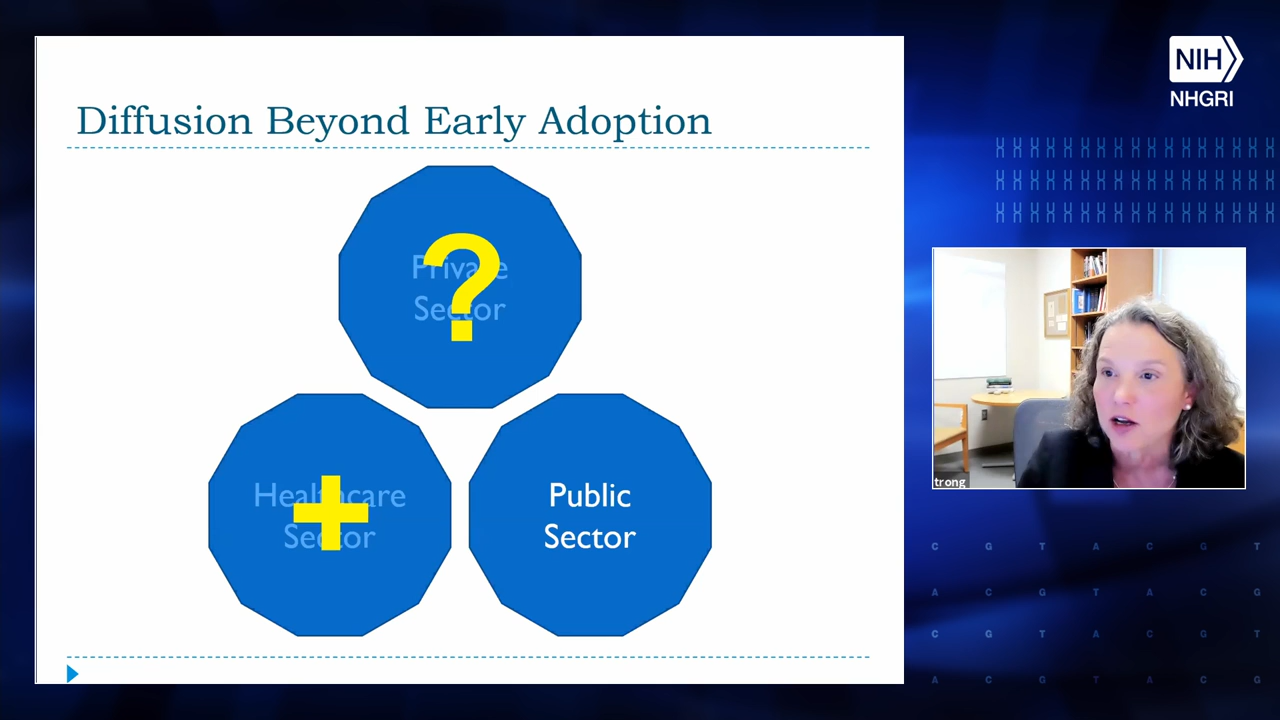 NIH
NHGRI
Diffusion Beyond Early Adoption
Private
Sector
?
Healthcare
Sector
+
Public
Sector
trong
C G T A C G T
A C G T A C G
C G T A C G T
A C G T A C G